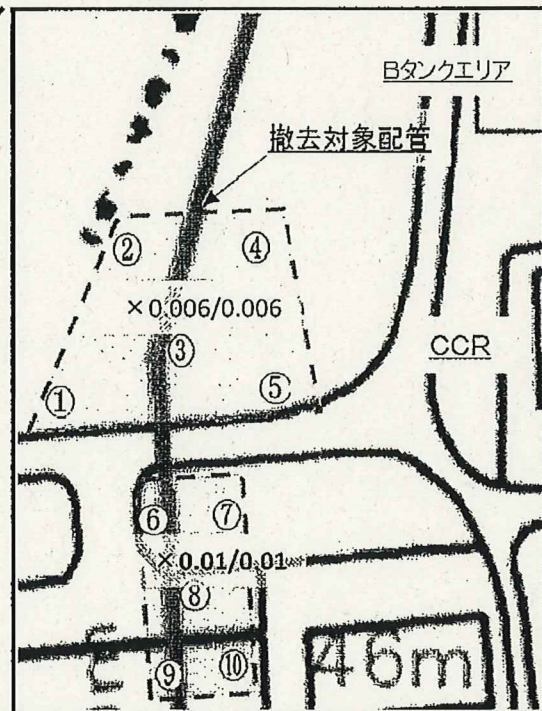 Bタンクエリア
撤去対象配管
② ④
×0.006/0.006
③
CCR
① ⑤
⑥ ⑦
×0.01/0.01
⑧
46m
⑨ ⑩